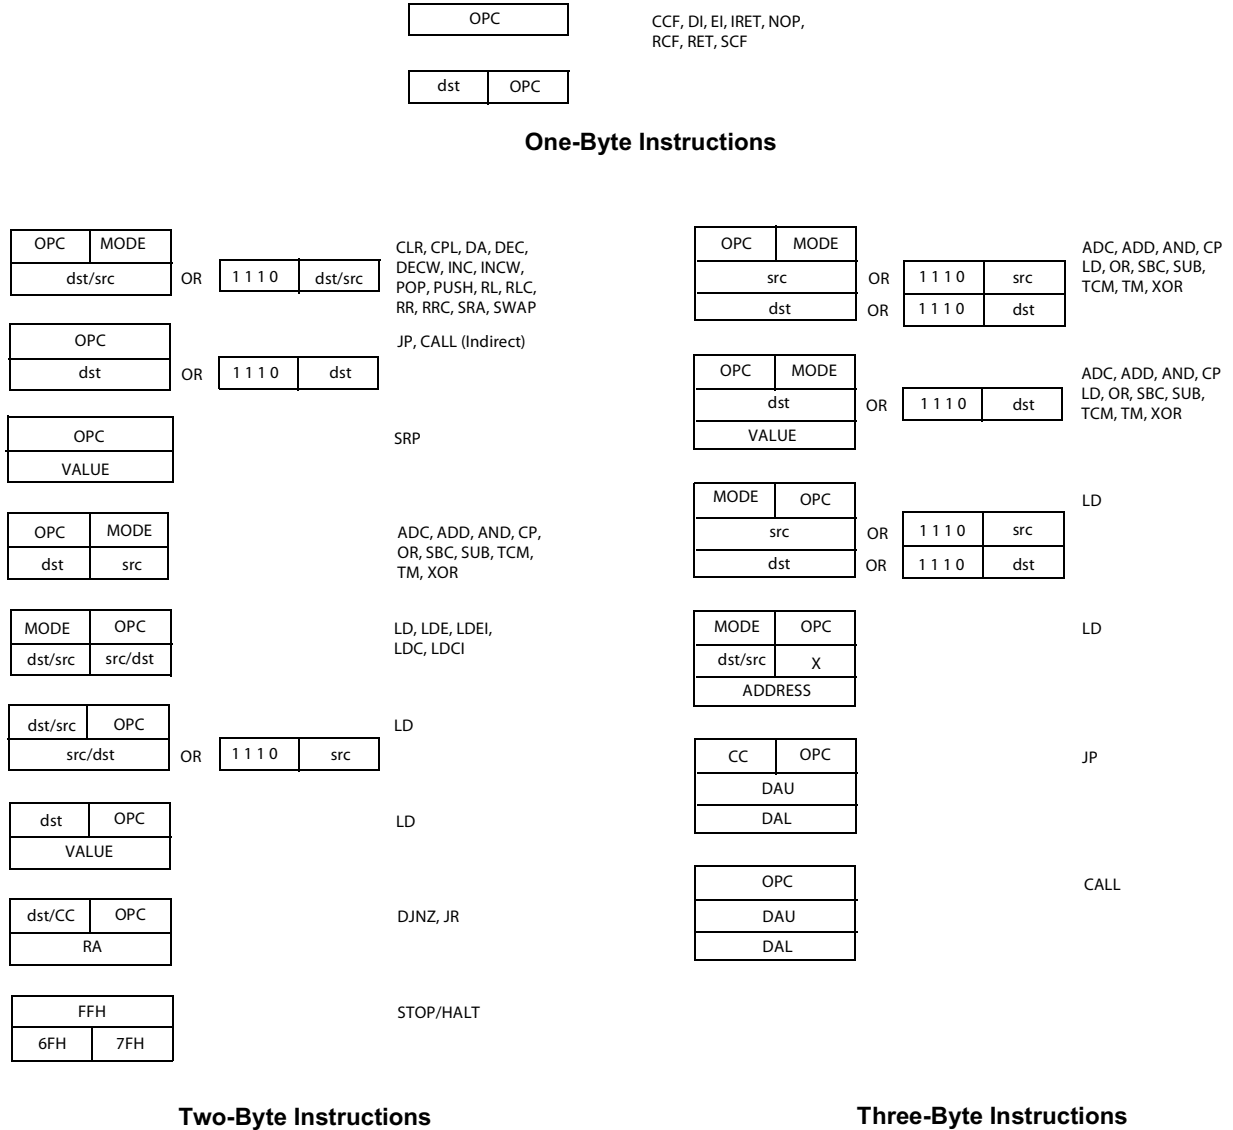 OPC
CCF, DI, EI, IRET, NOP,
RCF, RET, SCF
dst OPC
One-Byte Instructions
OPC MODE
dst/src OR 1 1 1 0 dst/src
CLR, CPL, DA, DEC,
DECW, INC, INCW,
POP, PUSH, RL, RLC,
RR, RRC, SRA, SWAP
OPC
dst OR 1 1 1 0 dst
JP, CALL (Indirect)
OPC
VALUE
SRP
OPC MODE
dst src
ADC, ADD, AND, CP,
OR, SBC, SUB, TCM,
TM, XOR
MODE OPC
dst/src src/dst
LD, LDE, LDEI,
LDC, LDCI
dst/src OPC
src/dst OR 1 1 1 0 src
LD
dst OPC
VALUE
LD
dst/CC OPC
RA
DJNZ, JR
FFH
6FH 7FH
STOP/HALT
Two-Byte Instructions
OPC MODE
src OR 1 1 1 0 src
dst OR 1 1 1 0 dst
ADC, ADD, AND, CP
LD, OR, SBC, SUB,
TCM, TM, XOR
OPC MODE
dst OR 1 1 1 0 dst
VALUE
ADC, ADD, AND, CP
LD, OR, SBC, SUB,
TCM, TM, XOR
MODE OPC
src OR 1 1 1 0 src
dst OR 1 1 1 0 dst
LD
MODE OPC
dst/src X
ADDRESS
LD
CC OPC
DAU
DAL
JP
OPC
DAU
DAL
CALL
Three-Byte Instructions